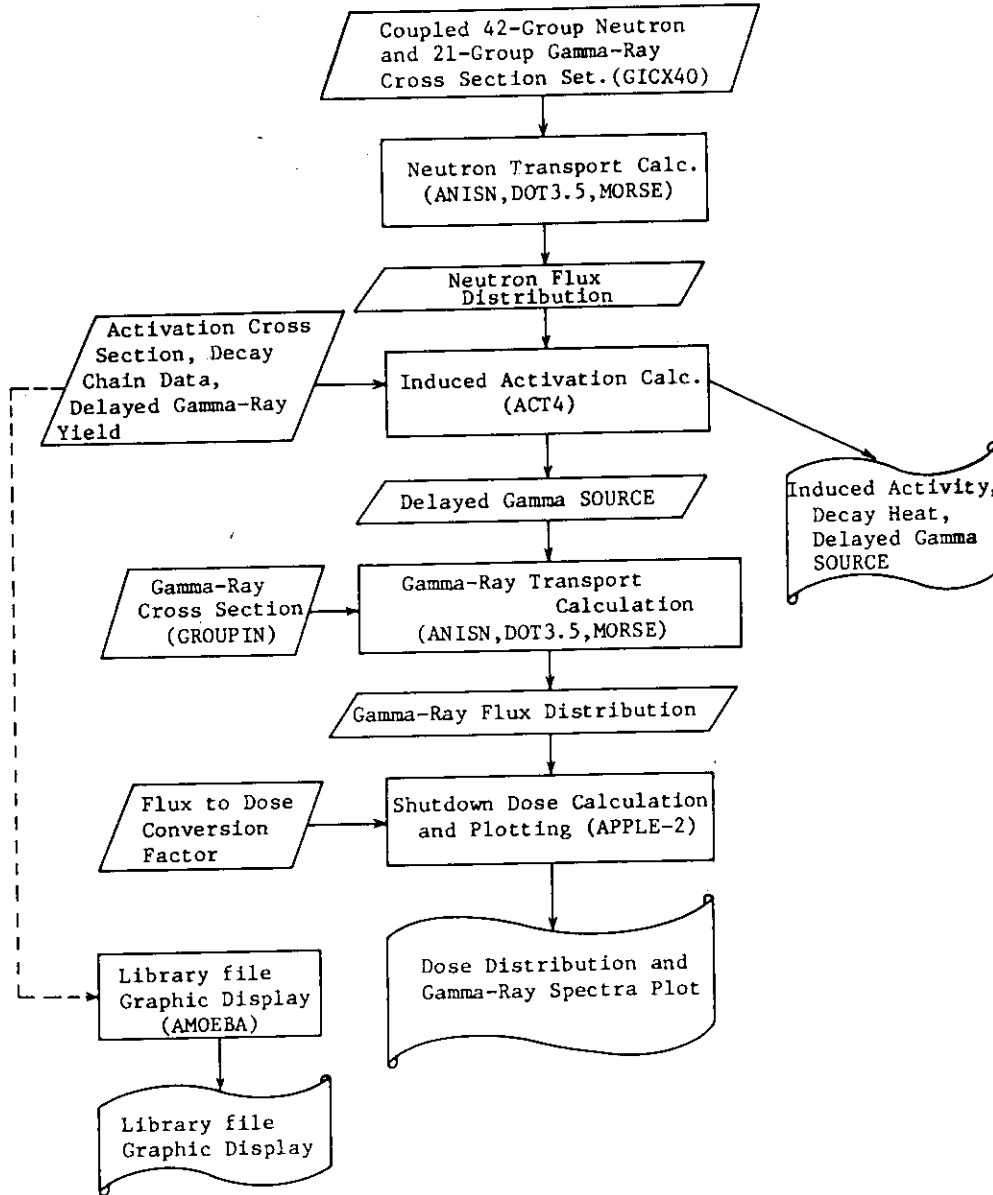 Coupled 42-Group Neutron
and 21-Group Gamma-Ray
Cross Section Set.(GICX40)
Neutron Transport Calc.
(ANISN,DOT3.5,MORSE)
Neutron Flux
Distribution
Activation Cross
Section, Decay
Chain Data,
Delayed Gamma-Ray
Yield
Induced Activation Calc.
(ACT4)
Induced Activity,
Decay Heat,
Delayed Gamma
SOURCE
Delayed Gamma SOURCE
Gamma-Ray
Cross Section
(GROUPIN)
Gamma-Ray Transport
Calculation
(ANISN,DOT3.5,MORSE)
Gamma-Ray Flux Distribution
Flux to Dose
Conversion
Factor
Shutdown Dose Calculation
and Plotting (APPLE-2)
Dose Distribution and
Gamma-Ray Spectra Plot
Library file
Graphic Display
(AMOEBA)
Library file
Graphic Display